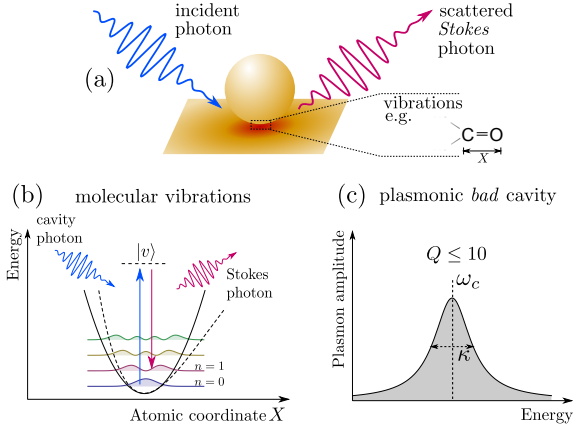 incident
photon
scattered
Stokes
photon
(a)
vibrations
e.g.
C=O
X
(b) molecular vibrations
Energy
cavity
photon
|v⟩
Stokes
photon
n = 1
n = 0
Atomic coordinate X
(c) plasmonic bad cavity
Plasmon amplitude
Q ≤ 10
ω_c
κ
Energy